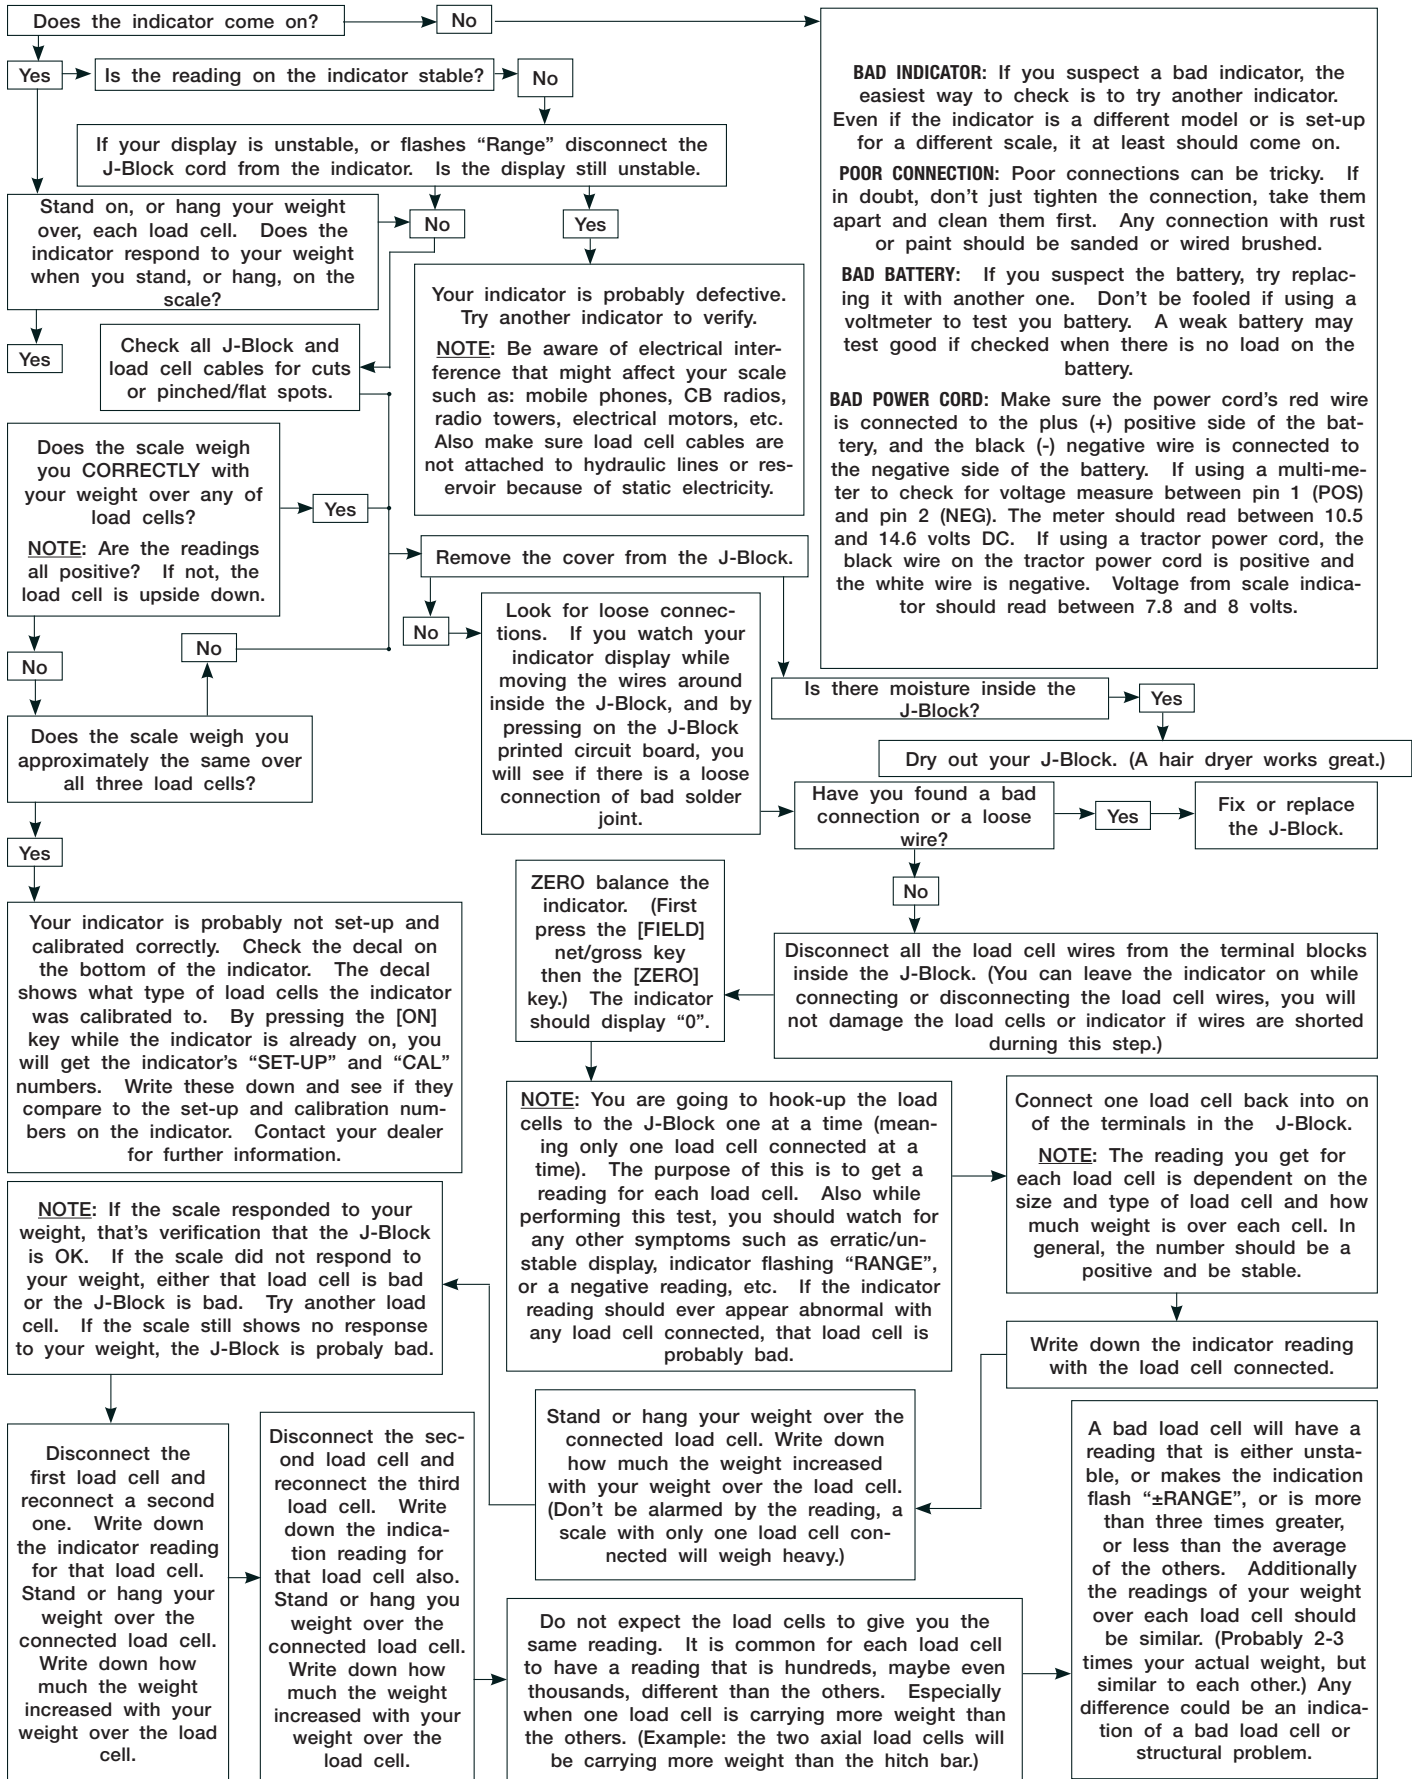 Does the indicator come on?
No
Yes
Is the reading on the indicator stable?
No
If your display is unstable, or flashes “Range” disconnect the
J-Block cord from the indicator. Is the display still unstable.
No
Yes
Stand on, or hang your weight
over, each load cell. Does the
indicator respond to your weight
when you stand, or hang, on the
scale?
Yes
Check all J-Block and
load cell cables for cuts
or pinched/flat spots.
Your indicator is probably defective.
Try another indicator to verify.
NOTE: Be aware of electrical inter-
ference that might affect your scale
such as: mobile phones, CB radios,
radio towers, electrical motors, etc.
Also make sure load cell cables are
not attached to hydraulic lines or res-
ervoir because of static electricity.
BAD INDICATOR: If you suspect a bad indicator, the
easiest way to check is to try another indicator.
Even if the indicator is a different model or is set-up
for a different scale, it at least should come on.
POOR CONNECTION: Poor connections can be tricky. If
in doubt, don’t just tighten the connection, take them
apart and clean them first. Any connection with rust
or paint should be sanded or wired brushed.
BAD BATTERY: If you suspect the battery, try replac-
ing it with another one. Don’t be fooled if using a
voltmeter to test you battery. A weak battery may
test good if checked when there is no load on the
battery.
BAD POWER CORD: Make sure the power cord’s red wire
is connected to the plus (+) positive side of the bat-
tery, and the black (-) negative wire is connected to
the negative side of the battery. If using a multi-me-
ter to check for voltage measure between pin 1 (POS)
and pin 2 (NEG). The meter should read between 10.5
and 14.6 volts DC. If using a tractor power cord, the
black wire on the tractor power cord is positive and
the white wire is negative. Voltage from scale indica-
tor should read between 7.8 and 8 volts.
Does the scale weigh
you CORRECTLY with
your weight over any of
load cells?
NOTE: Are the readings
all positive? If not, the
load cell is upside down.
Yes
No
No
Does the scale weigh you
approximately the same over
all three load cells?
Yes
Remove the cover from the J-Block.
No
Look for loose connec-
tions. If you watch your
indicator display while
moving the wires around
inside the J-Block, and by
pressing on the J-Block
printed circuit board, you
will see if there is a loose
connection of bad solder
joint.
Is there moisture inside the
J-Block?
Yes
Dry out your J-Block. (A hair dryer works great.)
Have you found a bad
connection or a loose
wire?
Yes
Fix or replace
the J-Block.
No
Disconnect all the load cell wires from the terminal blocks
inside the J-Block. (You can leave the indicator on while
connecting or disconnecting the load cell wires, you will
not damage the load cells or indicator if wires are shorted
durning this step.)
ZERO balance the
indicator. (First
press the [FIELD]
net/gross key
then the [ZERO]
key.) The indicator
should display “0”.
Your indicator is probably not set-up and
calibrated correctly. Check the decal on
the bottom of the indicator. The decal
shows what type of load cells the indicator
was calibrated to. By pressing the [ON]
key while the indicator is already on, you
will get the indicator’s “SET-UP” and “CAL”
numbers. Write these down and see if they
compare to the set-up and calibration num-
bers on the indicator. Contact your dealer
for further information.
NOTE: You are going to hook-up the load
cells to the J-Block one at a time (mean-
ing only one load cell connected at a
time). The purpose of this is to get a
reading for each load cell. Also while
performing this test, you should watch for
any other symptoms such as erratic/un-
stable display, indicator flashing “RANGE”,
or a negative reading, etc. If the indicator
reading should ever appear abnormal with
any load cell connected, that load cell is
probably bad.
Connect one load cell back into on
of the terminals in the J-Block.
NOTE: The reading you get for
each load cell is dependent on the
size and type of load cell and how
much weight is over each cell. In
general, the number should be a
positive and be stable.
Write down the indicator reading
with the load cell connected.
Stand or hang your weight over the
connected load cell. Write down
how much the weight increased
with your weight over the load cell.
(Don’t be alarmed by the reading, a
scale with only one load cell con-
nected will weigh heavy.)
NOTE: If the scale responded to your
weight, that’s verification that the J-Block
is OK. If the scale did not respond to
your weight, either that load cell is bad
or the J-Block is bad. Try another load
cell. If the scale still shows no response
to your weight, the J-Block is probaly bad.
Disconnect the
first load cell and
reconnect a second
one. Write down
the indicator reading
for that load cell.
Stand or hang your
weight over the
connected load cell.
Write down how
much the weight
increased with your
weight over the load
cell.
Disconnect the sec-
ond load cell and
reconnect the third
load cell. Write
down the indica-
tion reading for
that load cell also.
Stand or hang you
weight over the
connected load cell.
Write down how
much the weight
increased with your
weight over the
load cell.
Do not expect the load cells to give you the
same reading. It is common for each load cell
to have a reading that is hundreds, maybe even
thousands, different than the others. Especially
when one load cell is carrying more weight than
the others. (Example: the two axial load cells will
be carrying more weight than the hitch bar.)
A bad load cell will have a
reading that is either unsta-
ble, or makes the indication
flash “±RANGE”, or is more
than three times greater,
or less than the average
of the others. Additionally
the readings of your weight
over each load cell should
be similar. (Probably 2-3
times your actual weight, but
similar to each other.) Any
difference could be an indica-
tion of a bad load cell or
structural problem.